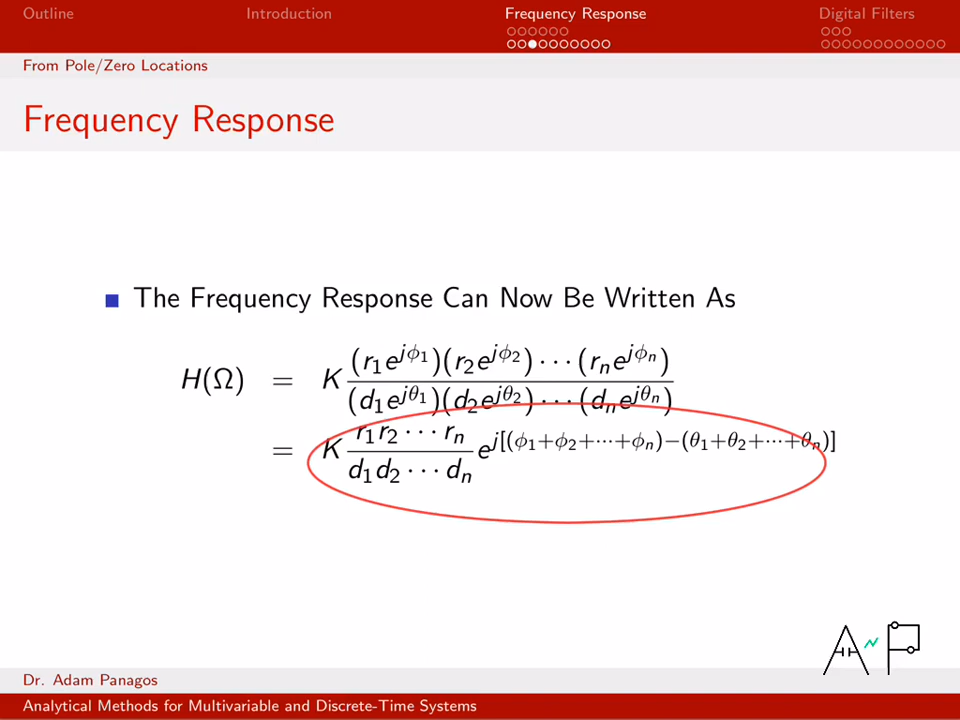 Outline Introduction Frequency Response Digital Filters
From Pole/Zero Locations
Frequency Response
The Frequency Response Can Now Be Written As
H(Ω) = K (r₁e^{jϕ₁})(r₂e^{jϕ₂})···(rₙe^{jϕₙ}) / (d₁e^{jθ₁})(d₂e^{jθ₂})···(dₙe^{jθₙ})
= K r₁r₂···rₙ / d₁d₂···dₙ e^{j[(ϕ₁+ϕ₂+···+ϕₙ)−(θ₁+θ₂+···+θₙ)]}
AP
Dr. Adam Panagos
Analytical Methods for Multivariable and Discrete-Time Systems